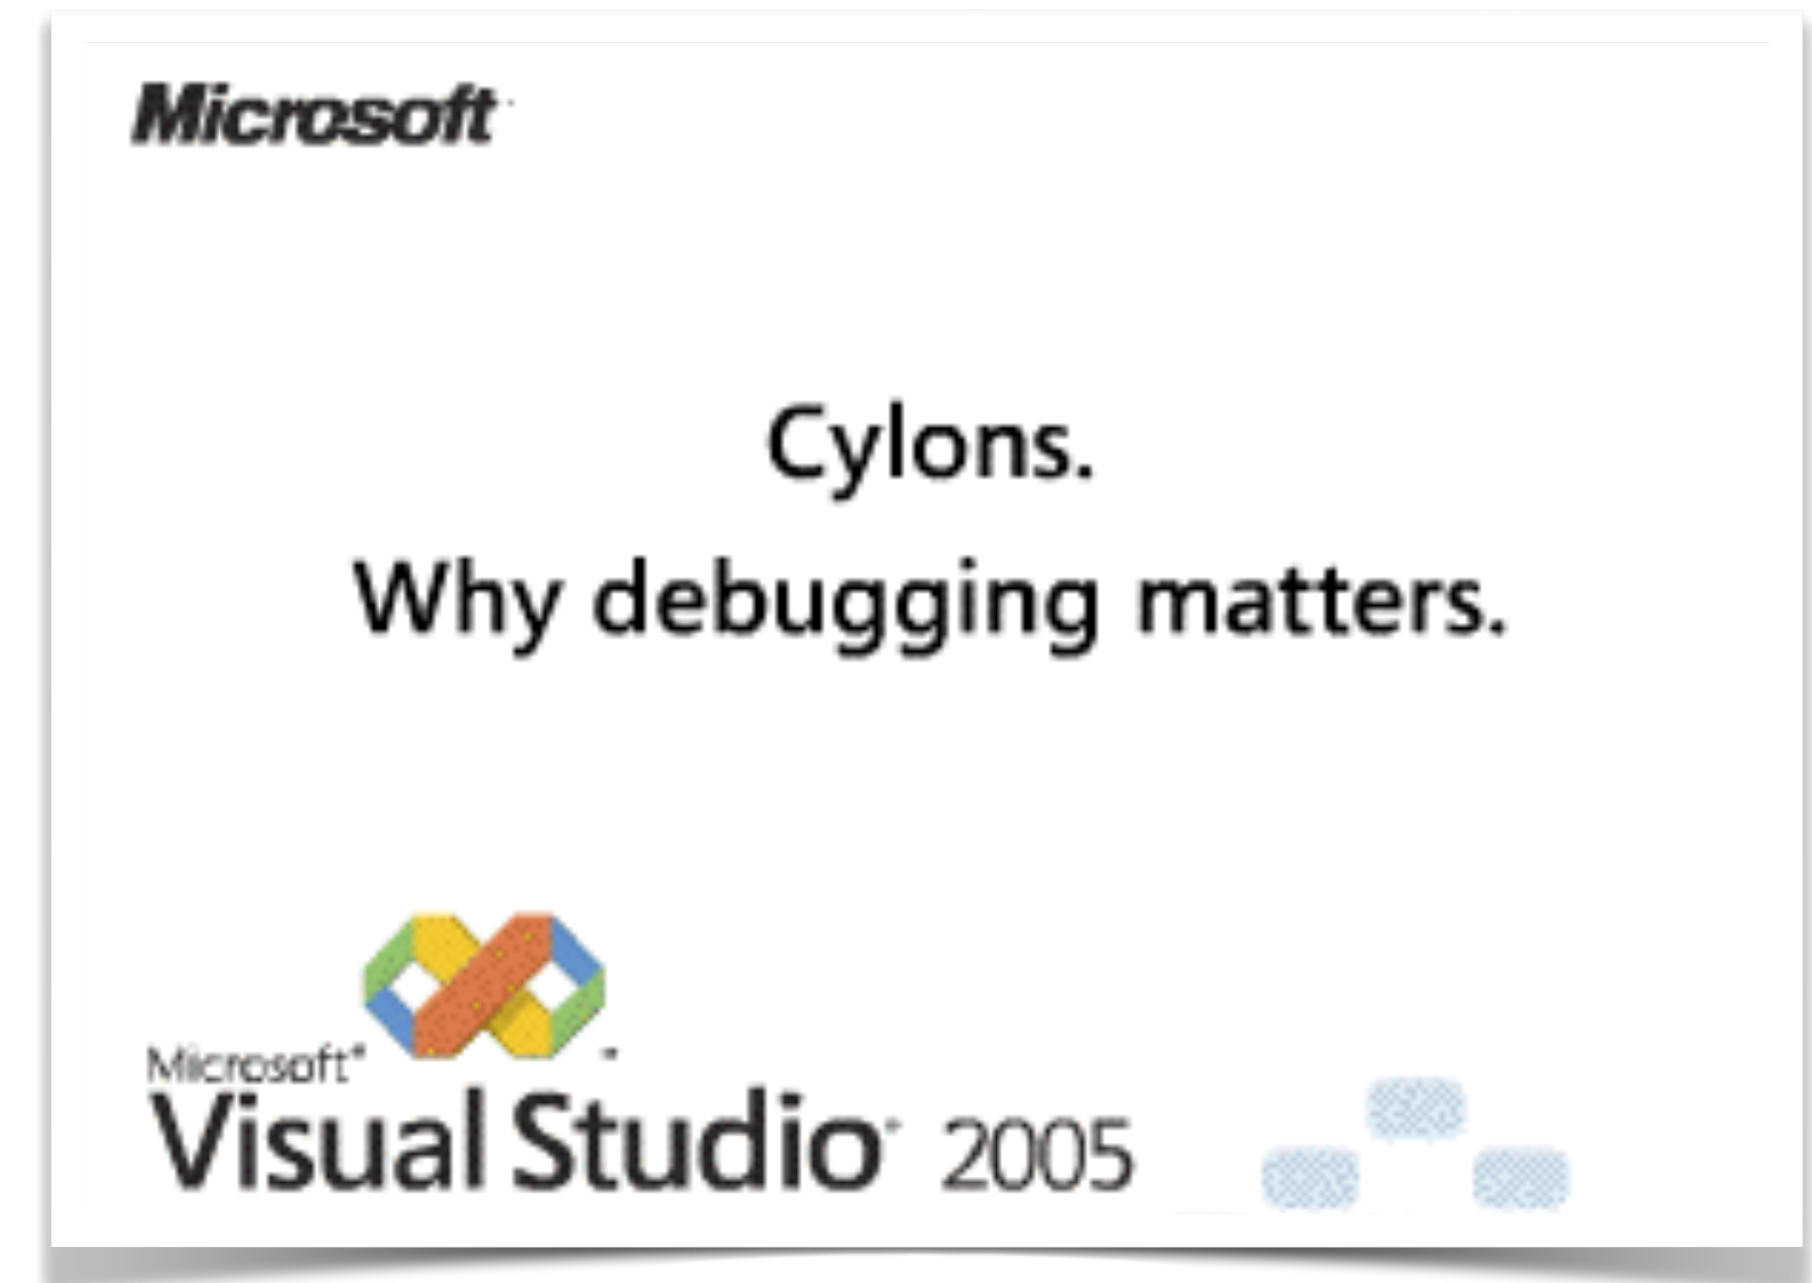 Microsoft
Cylons.
Why debugging matters.
Microsoft®
Visual Studio® 2005